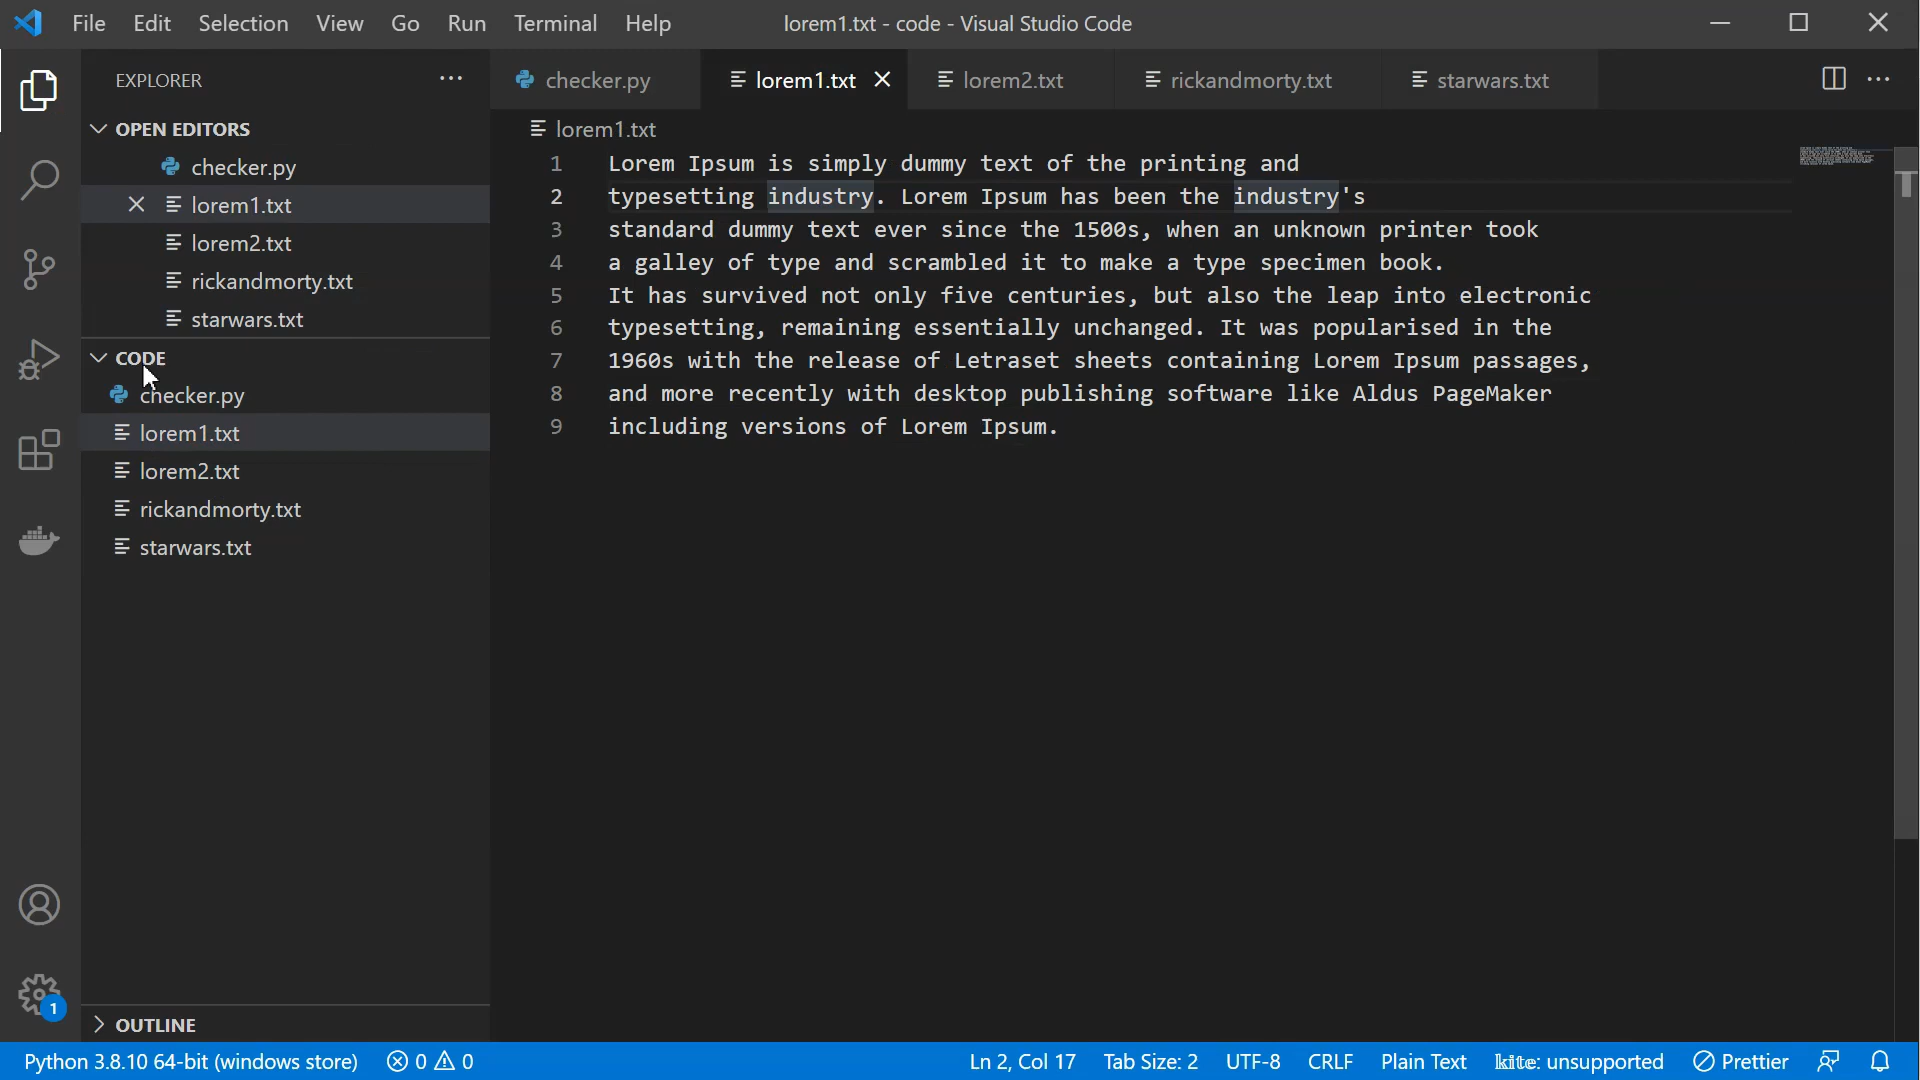 File Edit Selection View Go Run Terminal Help
lorem1.txt - code - Visual Studio Code
EXPLORER
OPEN EDITORS
checker.py
lorem1.txt
lorem2.txt
rickandmorty.txt
starwars.txt
CODE
checker.py
lorem1.txt
lorem2.txt
rickandmorty.txt
starwars.txt
OUTLINE
1
checker.py lorem1.txt lorem2.txt rickandmorty.txt starwars.txt
lorem1.txt
1 Lorem Ipsum is simply dummy text of the printing and
2 typesetting industry. Lorem Ipsum has been the industry's
3 standard dummy text ever since the 1500s, when an unknown printer took
4 a galley of type and scrambled it to make a type specimen book.
5 It has survived not only five centuries, but also the leap into electronic
6 typesetting, remaining essentially unchanged. It was popularised in the
7 1960s with the release of Letraset sheets containing Lorem Ipsum passages,
8 and more recently with desktop publishing software like Aldus PageMaker
9 including versions of Lorem Ipsum.
Python 3.8.10 64-bit (windows store) 0 0 Ln 2, Col 17 Tab Size: 2 UTF-8 CRLF Plain Text kite: unsupported Prettier